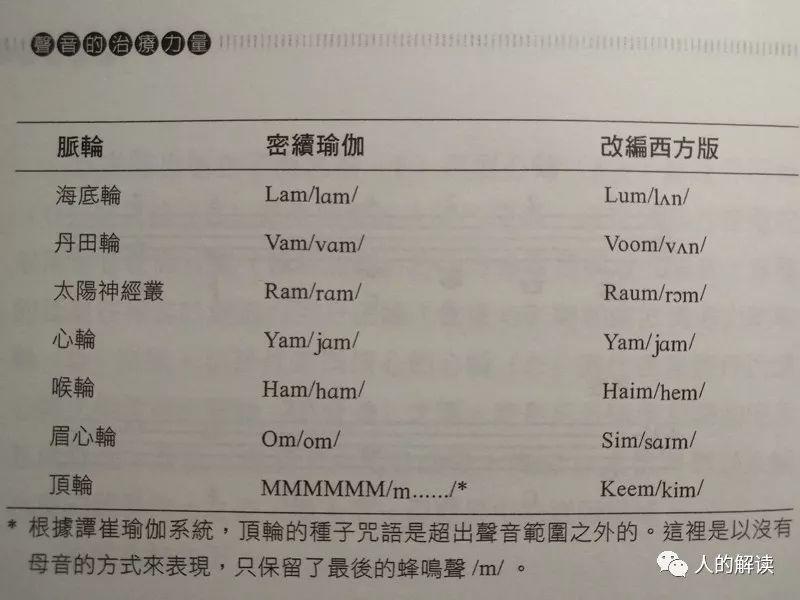 聲音的治療力量
脈輪 密續瑜伽 改編西方版
海底輪 Lam/lɑm/ Lum/lʌn/
丹田輪 Vam/vɑm/ Voom/vʌn/
太陽神經叢 Ram/rɑm/ Raum/rɔm/
心輪 Yam/jɑm/ Yam/jɑm/
喉輪 Ham/hɑm/ Haim/hem/
眉心輪 Om/om/ Sim/saɪm/
頂輪 MMMMMM/m....../* Keem/kim/
* 根據譚崔瑜伽系統，頂輪的種子咒語是超出聲音範圍之外的。這裡是以沒有
母音的方式來表現，只保留了最後的蜂鳴聲 /m/ 。
人的解读